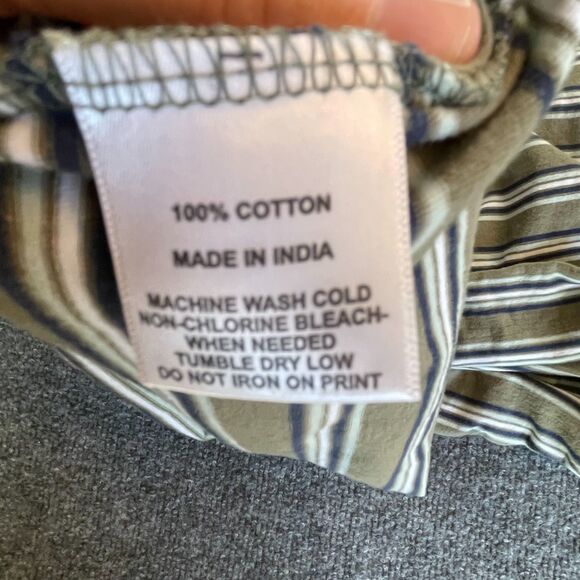 100% COTTON
MADE IN INDIA
MACHINE WASH COLD
NON-CHLORINE BLEACH-
WHEN NEEDED
TUMBLE DRY LOW
DO NOT IRON ON PRINT